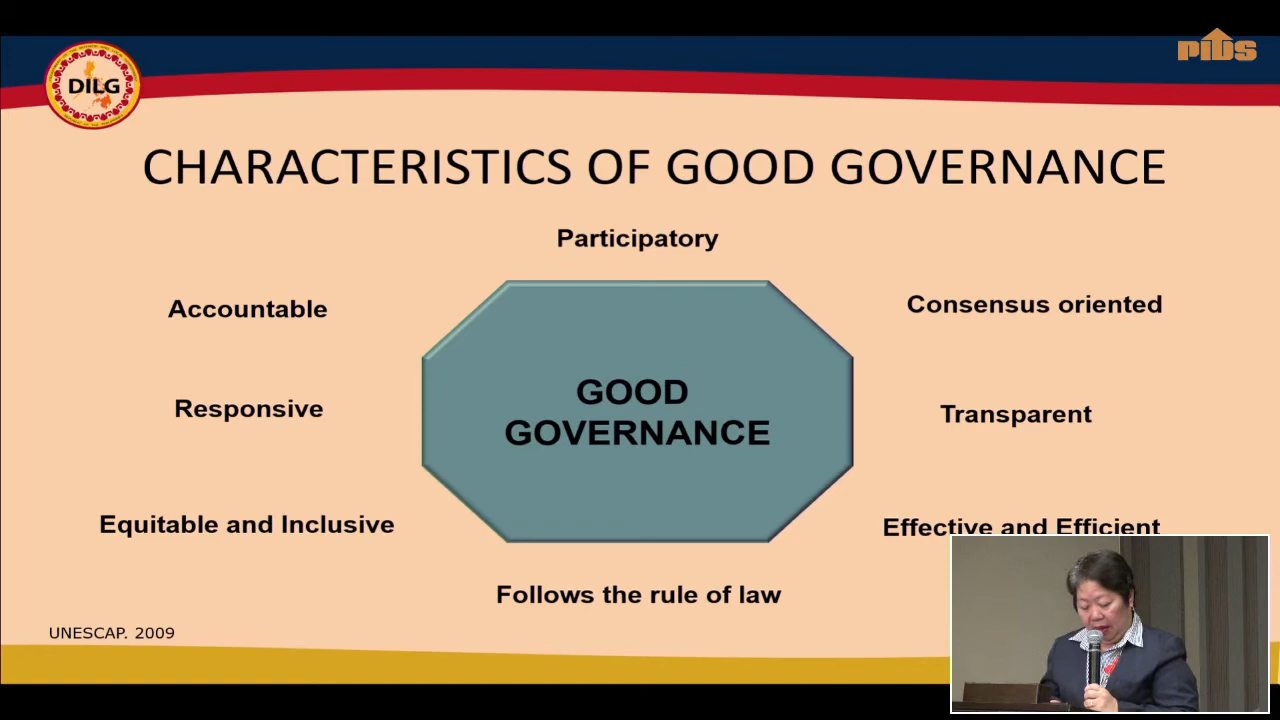 DILG
PIDS
CHARACTERISTICS OF GOOD GOVERNANCE
Participatory
Accountable
Consensus oriented
GOOD
GOVERNANCE
Responsive
Transparent
Equitable and Inclusive
Effective and Efficient
Follows the rule of law
UNESCAP. 2009